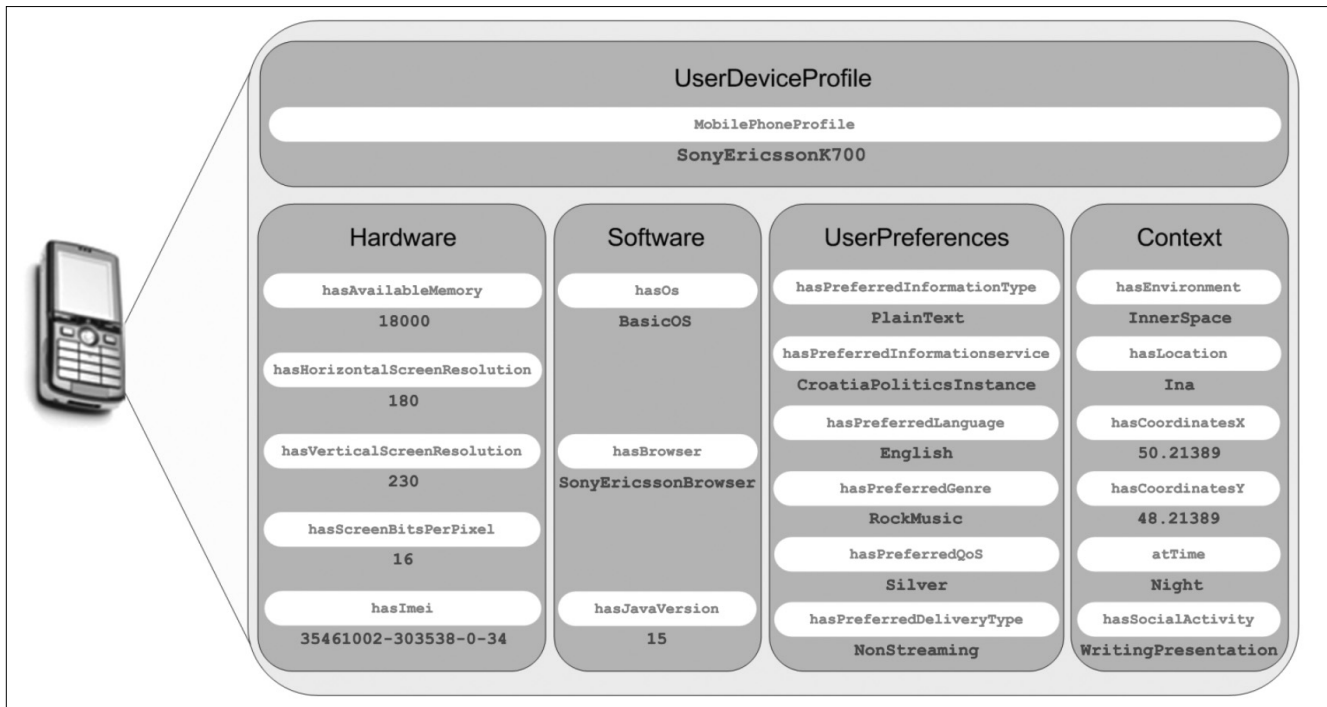 UserDeviceProfile
MobilePhoneProfile
SonyEricssonK700
Hardware
hasAvailableMemory
18000
hasHorizontalScreenResolution
180
hasVerticalScreenResolution
230
hasScreenBitsPerPixel
16
hasImei
35461002-303538-0-34
Software
hasOs
BasicOS
hasBrowser
SonyEricssonBrowser
hasJavaVersion
15
UserPreferences
hasPreferredInformationType
PlainText
hasPreferredInformationservice
CroatiaPoliticsInstance
hasPreferredLanguage
English
hasPreferredGenre
RockMusic
hasPreferredQoS
Silver
hasPreferredDeliveryType
NonStreaming
Context
hasEnvironment
InnerSpace
hasLocation
Ina
hasCoordinatesX
50.21389
hasCoordinatesY
48.21389
atTime
Night
hasSocialActivity
WritingPresentation